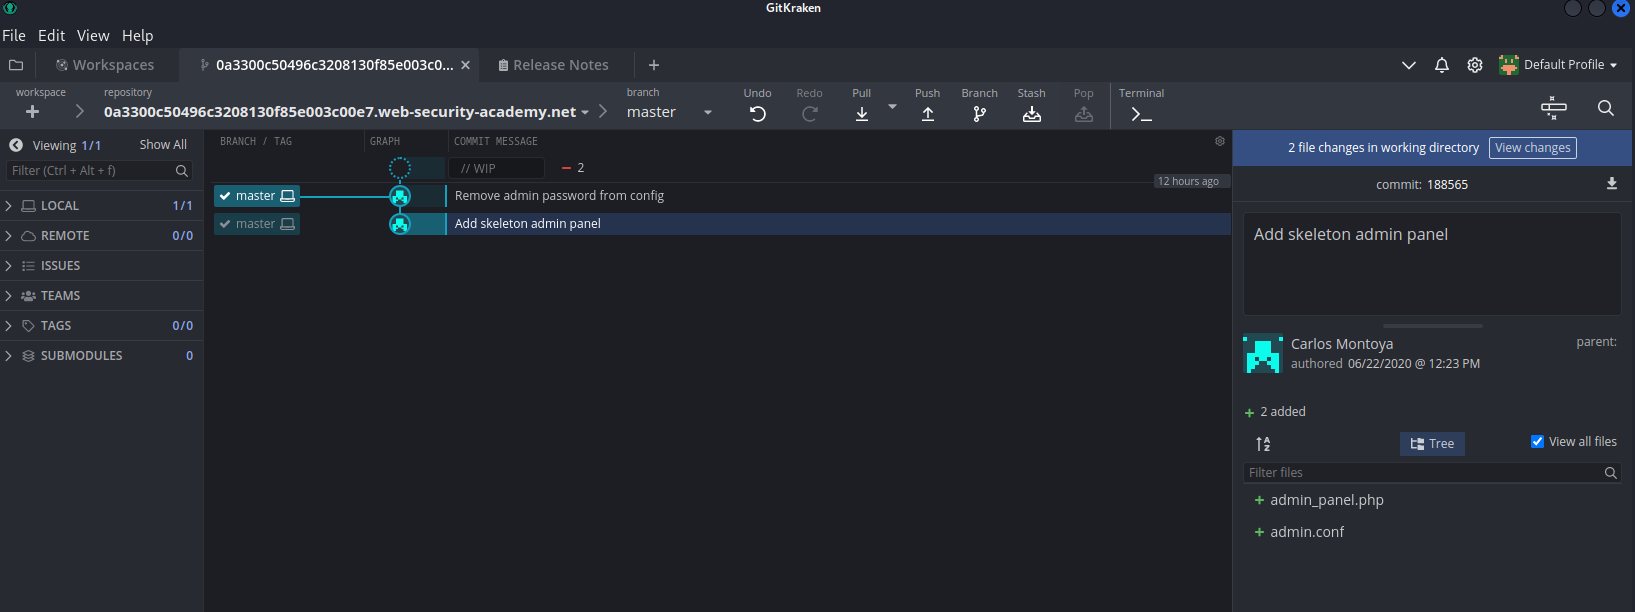 GitKraken
File Edit View Help
Workspaces
0a3300c50496c3208130f85e003c0...
Release Notes
Default Profile
workspace
repository
0a3300c50496c3208130f85e003c00e7.web-security-academy.net
branch
master
Undo
Redo
Pull
Push
Branch
Stash
Pop
Terminal
Viewing 1/1
Show All
Filter (Ctrl + Alt + f)
LOCAL 1/1
REMOTE 0/0
ISSUES
TEAMS
TAGS 0/0
SUBMODULES 0
BRANCH / TAG
GRAPH
COMMIT MESSAGE
// WIP
2
12 hours ago
master
Remove admin password from config
master
Add skeleton admin panel
2 file changes in working directory
View changes
commit: 188565
Add skeleton admin panel
Carlos Montoya
parent:
authored 06/22/2020 @ 12:23 PM
+ 2 added
Tree
View all files
Filter files
+ admin_panel.php
+ admin.conf